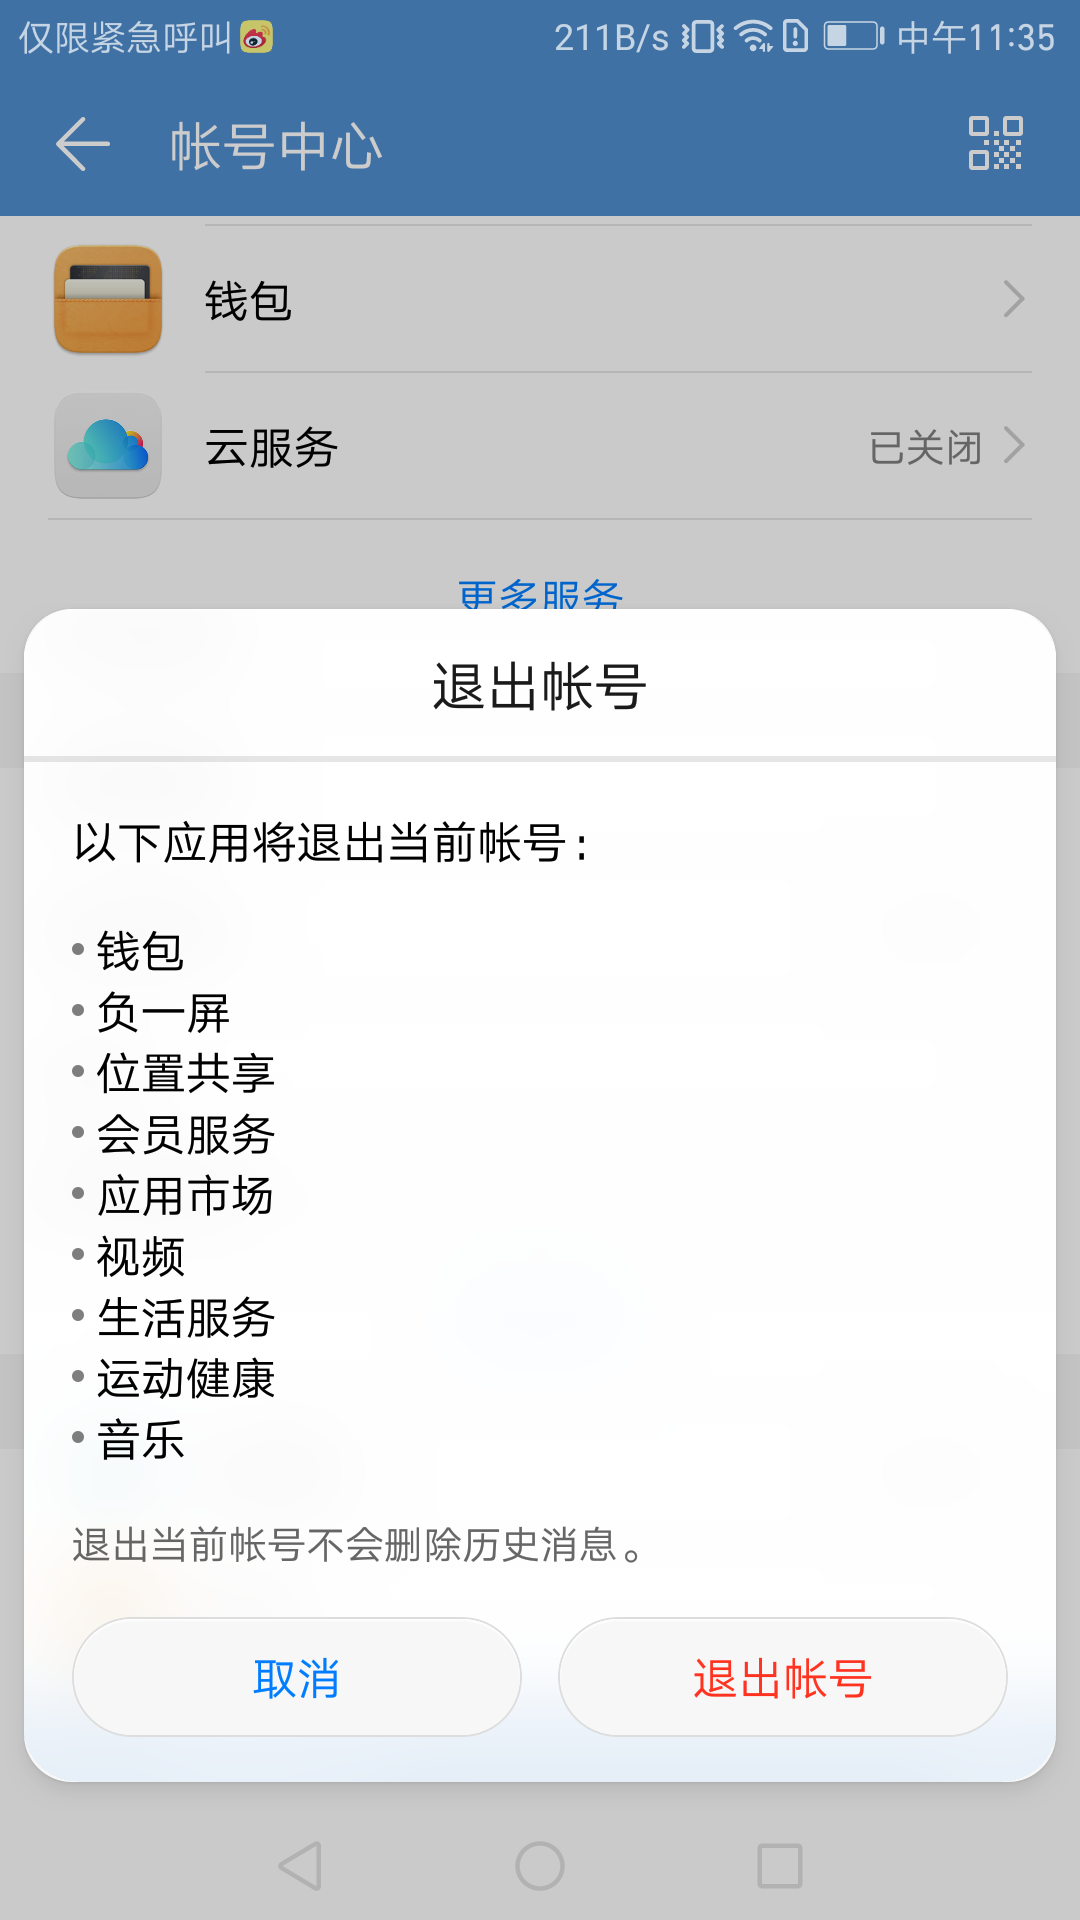 仅限紧急呼叫 211B/s 中午11:35
帐号中心
钱包
云服务 已关闭
更多服务
退出帐号
以下应用将退出当前帐号:
• 钱包
• 负一屏
• 位置共享
• 会员服务
• 应用市场
• 视频
• 生活服务
• 运动健康
• 音乐
退出当前帐号不会删除历史消息。
取消 退出帐号